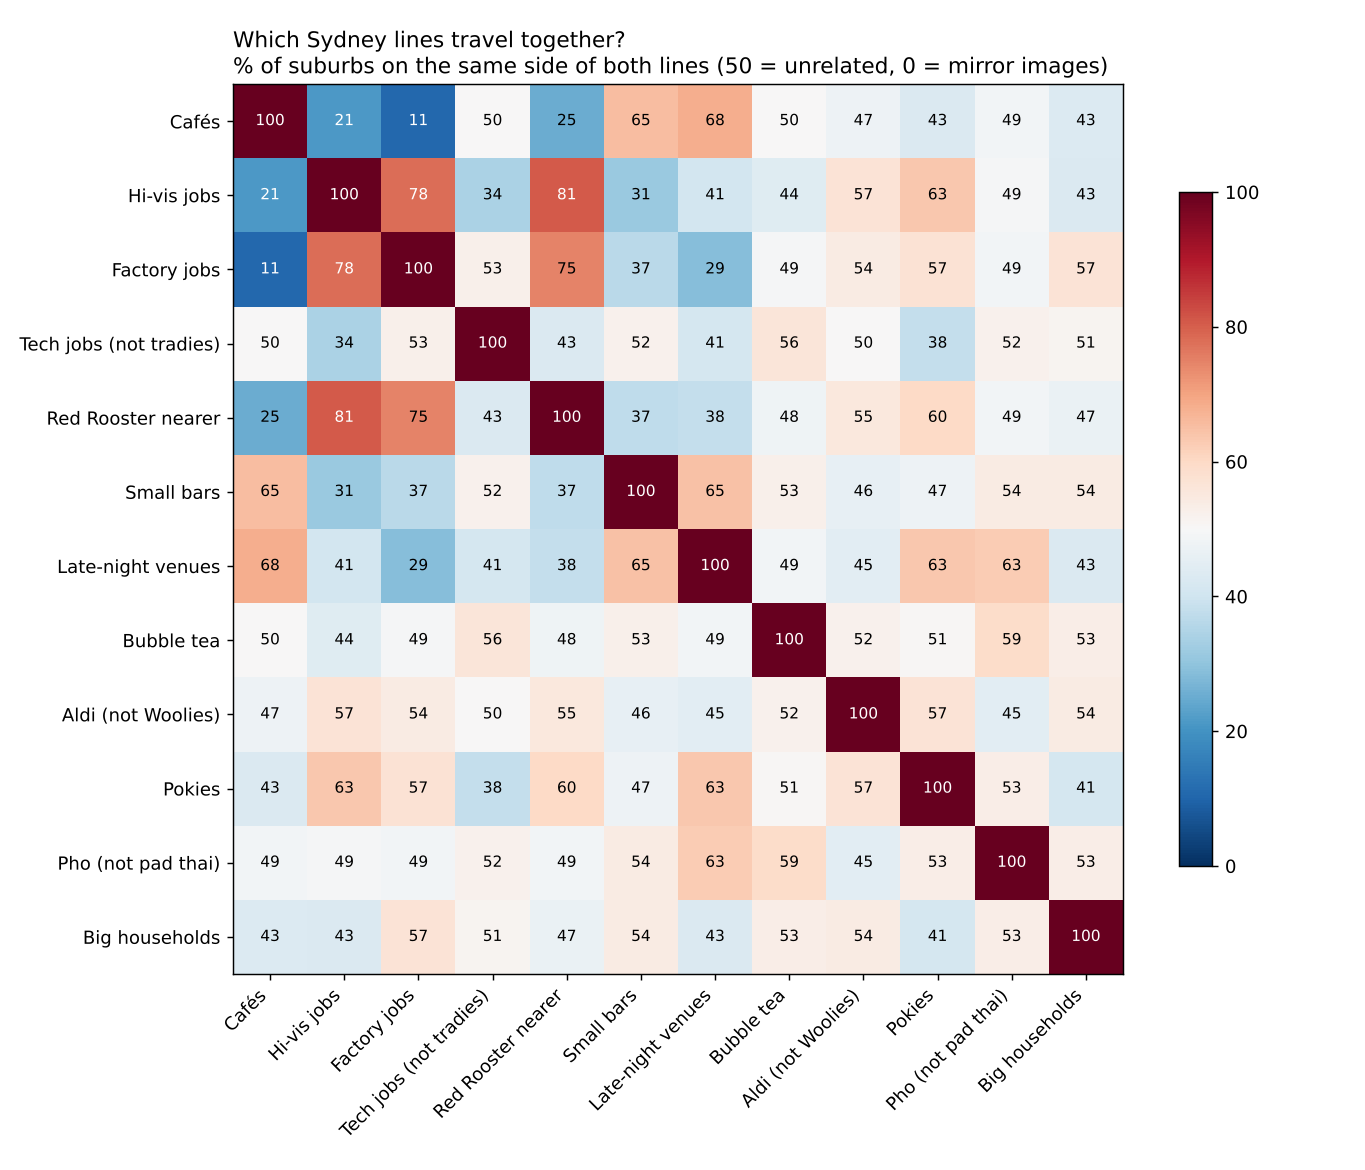 Which Sydney lines travel together?
% of suburbs on the same side of both lines (50 = unrelated, 0 = mirror images)
Cafés 100 21 11 50 25 65 68 50 47 43 49 43
Hi-vis jobs 21 100 78 34 81 31 41 44 57 63 49 43
Factory jobs 11 78 100 53 75 37 29 49 54 57 49 57
Tech jobs (not tradies) 50 34 53 100 43 52 41 56 50 38 52 51
Red Rooster nearer 25 81 75 43 100 37 38 48 55 60 49 47
Small bars 65 31 37 52 37 100 65 53 46 47 54 54
Late-night venues 68 41 29 41 38 65 100 49 45 63 63 43
Bubble tea 50 44 49 56 48 53 49 100 52 51 59 53
Aldi (not Woolies) 47 57 54 50 55 46 45 52 100 57 45 54
Pokies 43 63 57 38 60 47 63 51 57 100 53 41
Pho (not pad thai) 49 49 49 52 49 54 63 59 45 53 100 53
Big households 43 43 57 51 47 54 43 53 54 41 53 100
Cafés
Hi-vis jobs
Factory jobs
Tech jobs (not tradies)
Red Rooster nearer
Small bars
Late-night venues
Bubble tea
Aldi (not Woolies)
Pokies
Pho (not pad thai)
Big households
100
80
60
40
20
0